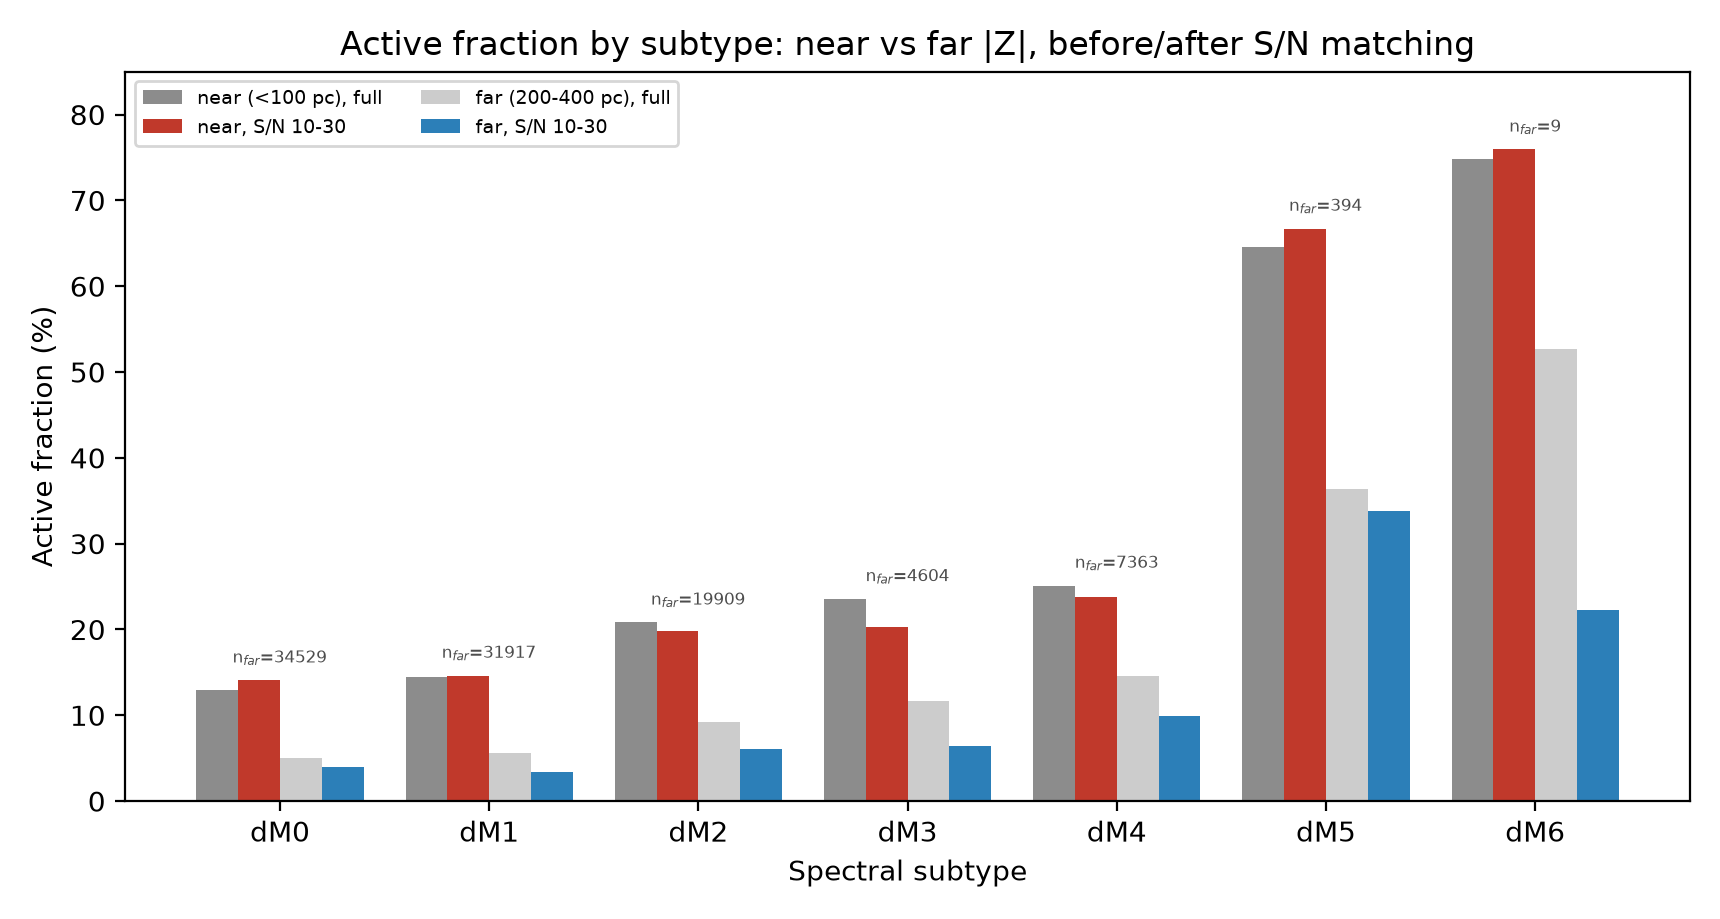 Active fraction by subtype: near vs far |Z|, before/after S/N matching
near (<100 pc), full
near, S/N 10-30
far (200-400 pc), full
far, S/N 10-30
Active fraction (%)
80
70
60
50
40
30
20
10
0
nfar=34529
nfar=31917
nfar=19909
nfar=4604
nfar=7363
nfar=394
nfar=9
dM0 dM1 dM2 dM3 dM4 dM5 dM6
Spectral subtype